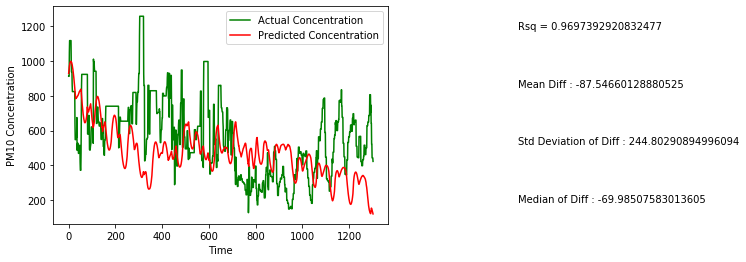 Actual Concentration
Predicted Concentration
PM10 Concentration
1200
1000
800
600
400
200
0
200
400
600
800
1000
1200
Time
Rsq = 0.9697392920832477
Mean Diff : -87.54660128880525
Std Deviation of Diff : 244.80290894996094
Median of Diff : -69.98507583013605